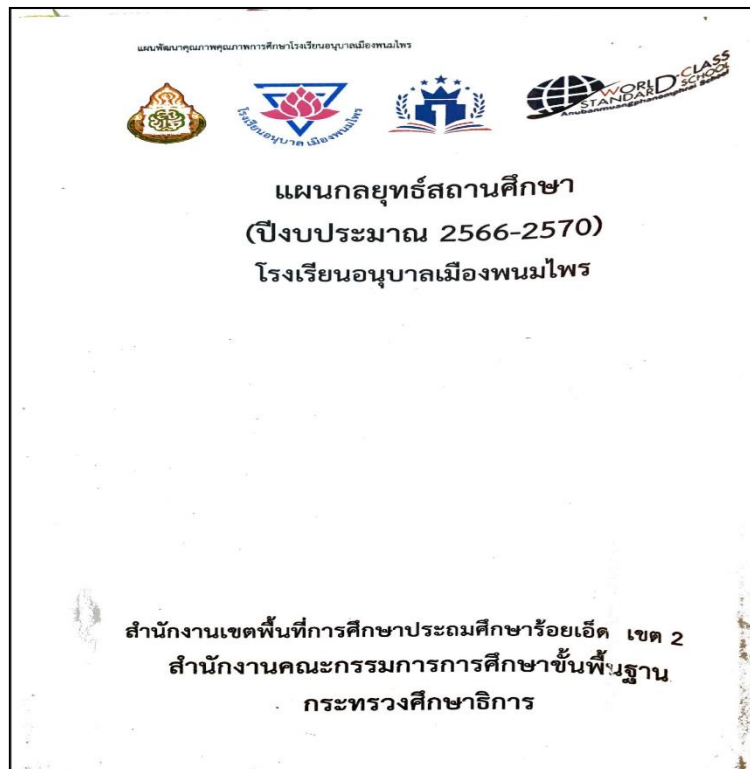 แผนพัฒนาคุณภาพคุณภาพการศึกษาโรงเรียนอนุบาลเมืองพนมไพร
โรงเรียนอนุบาล เมืองพนมไพร
1
WORLD-CLASS
STANDARD SCHOOL
Anubanmuangphanomphrai School
แผนกลยุทธ์สถานศึกษา
(ปีงบประมาณ 2566-2570)
โรงเรียนอนุบาลเมืองพนมไพร
สำนักงานเขตพื้นที่การศึกษาประถมศึกษาร้อยเอ็ด เขต 2
สำนักงานคณะกรรมการการศึกษาขั้นพื้นฐาน
กระทรวงศึกษาธิการ